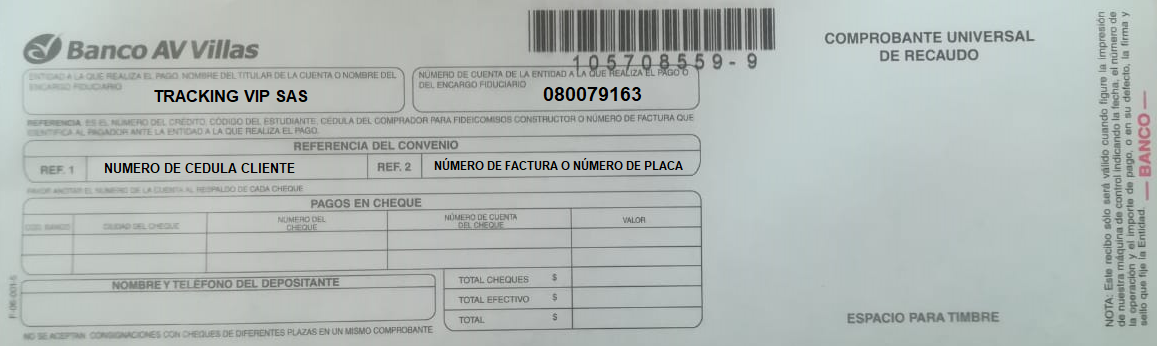 Banco AV Villas
105708559-9
COMPROBANTE UNIVERSAL
DE RECAUDO
ENTIDAD A LA QUE REALIZA EL PAGO. NOMBRE DEL TITULAR DE LA CUENTA O NOMBRE DEL
ENCARGO FIDUCIARIO
TRACKING VIP SAS
NÚMERO DE CUENTA DE LA ENTIDAD A LA QUE REALIZA EL PAGO O
DEL ENCARGO FIDUCIARIO
080079163
REFERENCIA: ES EL NÚMERO DEL CRÉDITO, CÓDIGO DEL ESTUDIANTE, CÉDULA DEL COMPRADOR PARA FIDEICOMISOS CONSTRUCTOR O NÚMERO DE FACTURA QUE
IDENTIFICA AL PAGADOR ANTE LA ENTIDAD A LA QUE REALIZA EL PAGO.
REFERENCIA DEL CONVENIO
REF. 1 NUMERO DE CEDULA CLIENTE REF. 2 NÚMERO DE FACTURA O NÚMERO DE PLACA
FAVOR ANOTAR EL NÚMERO DE LA CUENTA AL RESPALDO DE CADA CHEQUE
PAGOS EN CHEQUE
COD. BANCO CIUDAD DEL CHEQUE NÚMERO DEL CHEQUE NÚMERO DE CUENTA DEL CHEQUE VALOR
NOMBRE Y TELÉFONO DEL DEPOSITANTE
TOTAL CHEQUES $
TOTAL EFECTIVO $
TOTAL $
NO SE ACEPTAN CONSIGNACIONES CON CHEQUES DE DIFERENTES PLAZAS EN UN MISMO COMPROBANTE
F-06-001-5
ESPACIO PARA TIMBRE
NOTA: Este recibo sólo será válido cuando figure la impresión
de nuestra máquina de control indicando la fecha, el número de
la operación y el importe de pago, o en su defecto, la firma y
sello que fije la Entidad.
— BANCO —